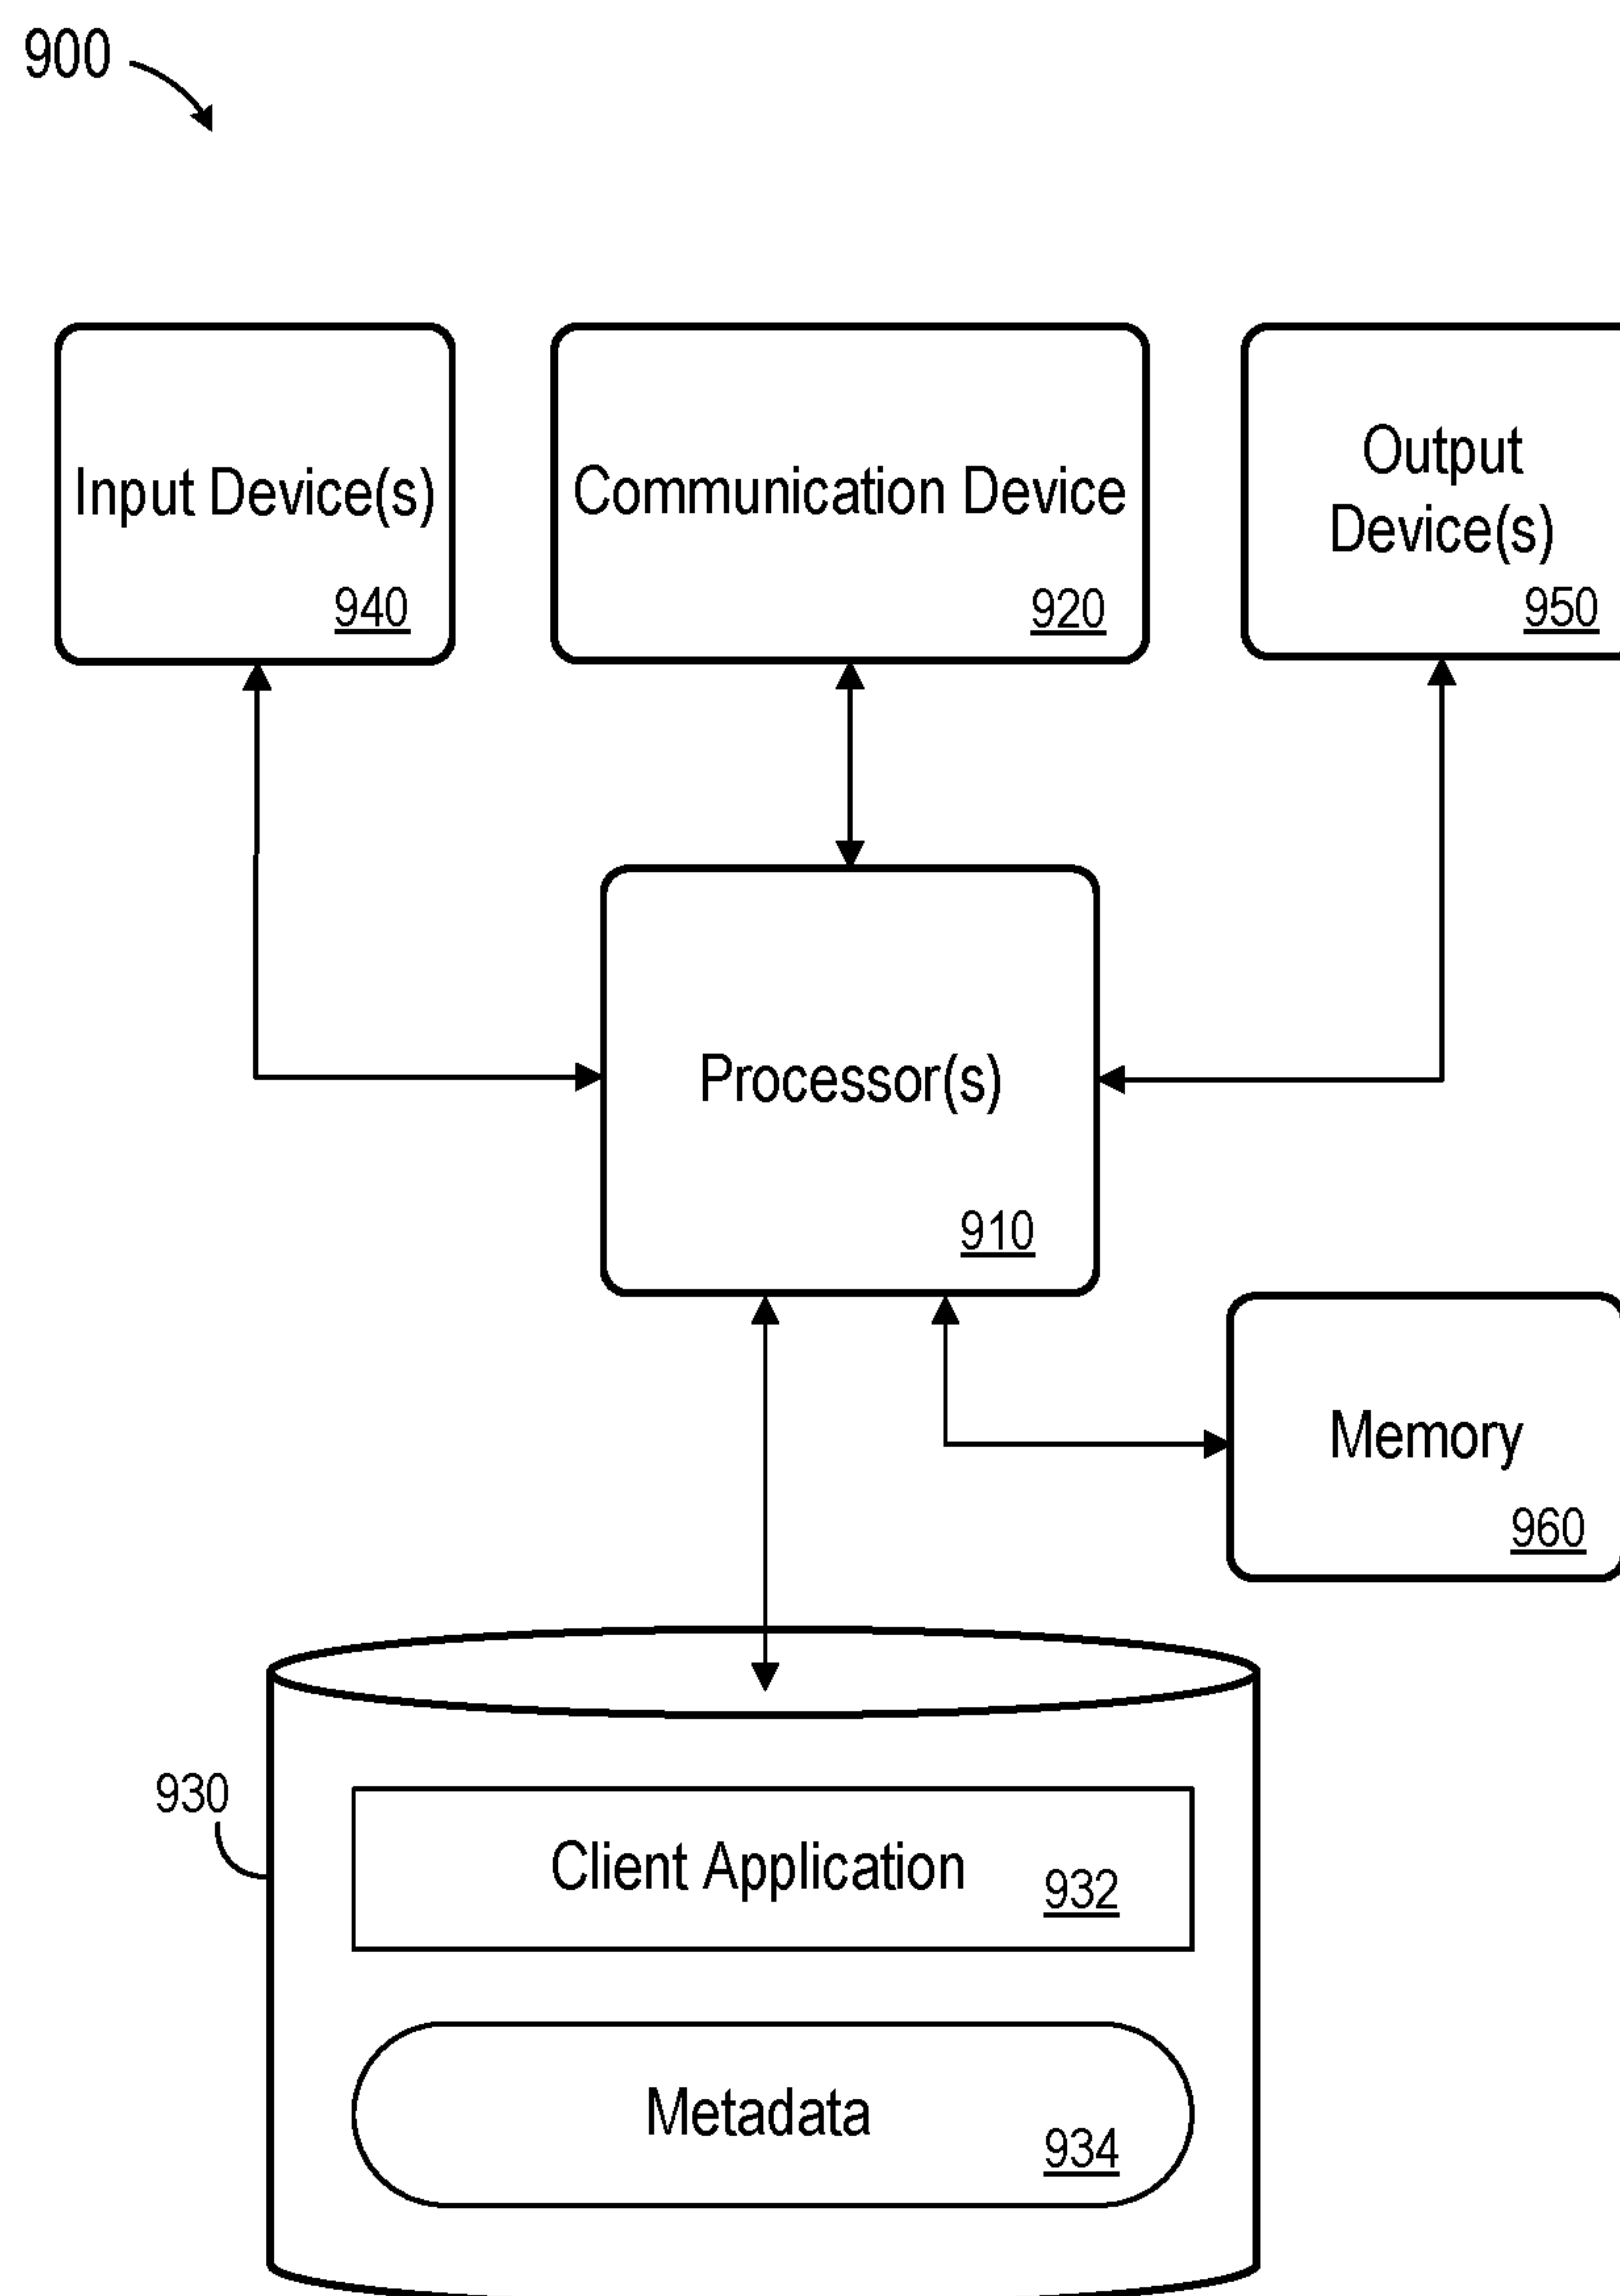 900
Input Device(s)
940
Communication Device
920
Output
Device(s)
950
Processor(s)
910
Memory
960
930
Client Application
932
Metadata
934